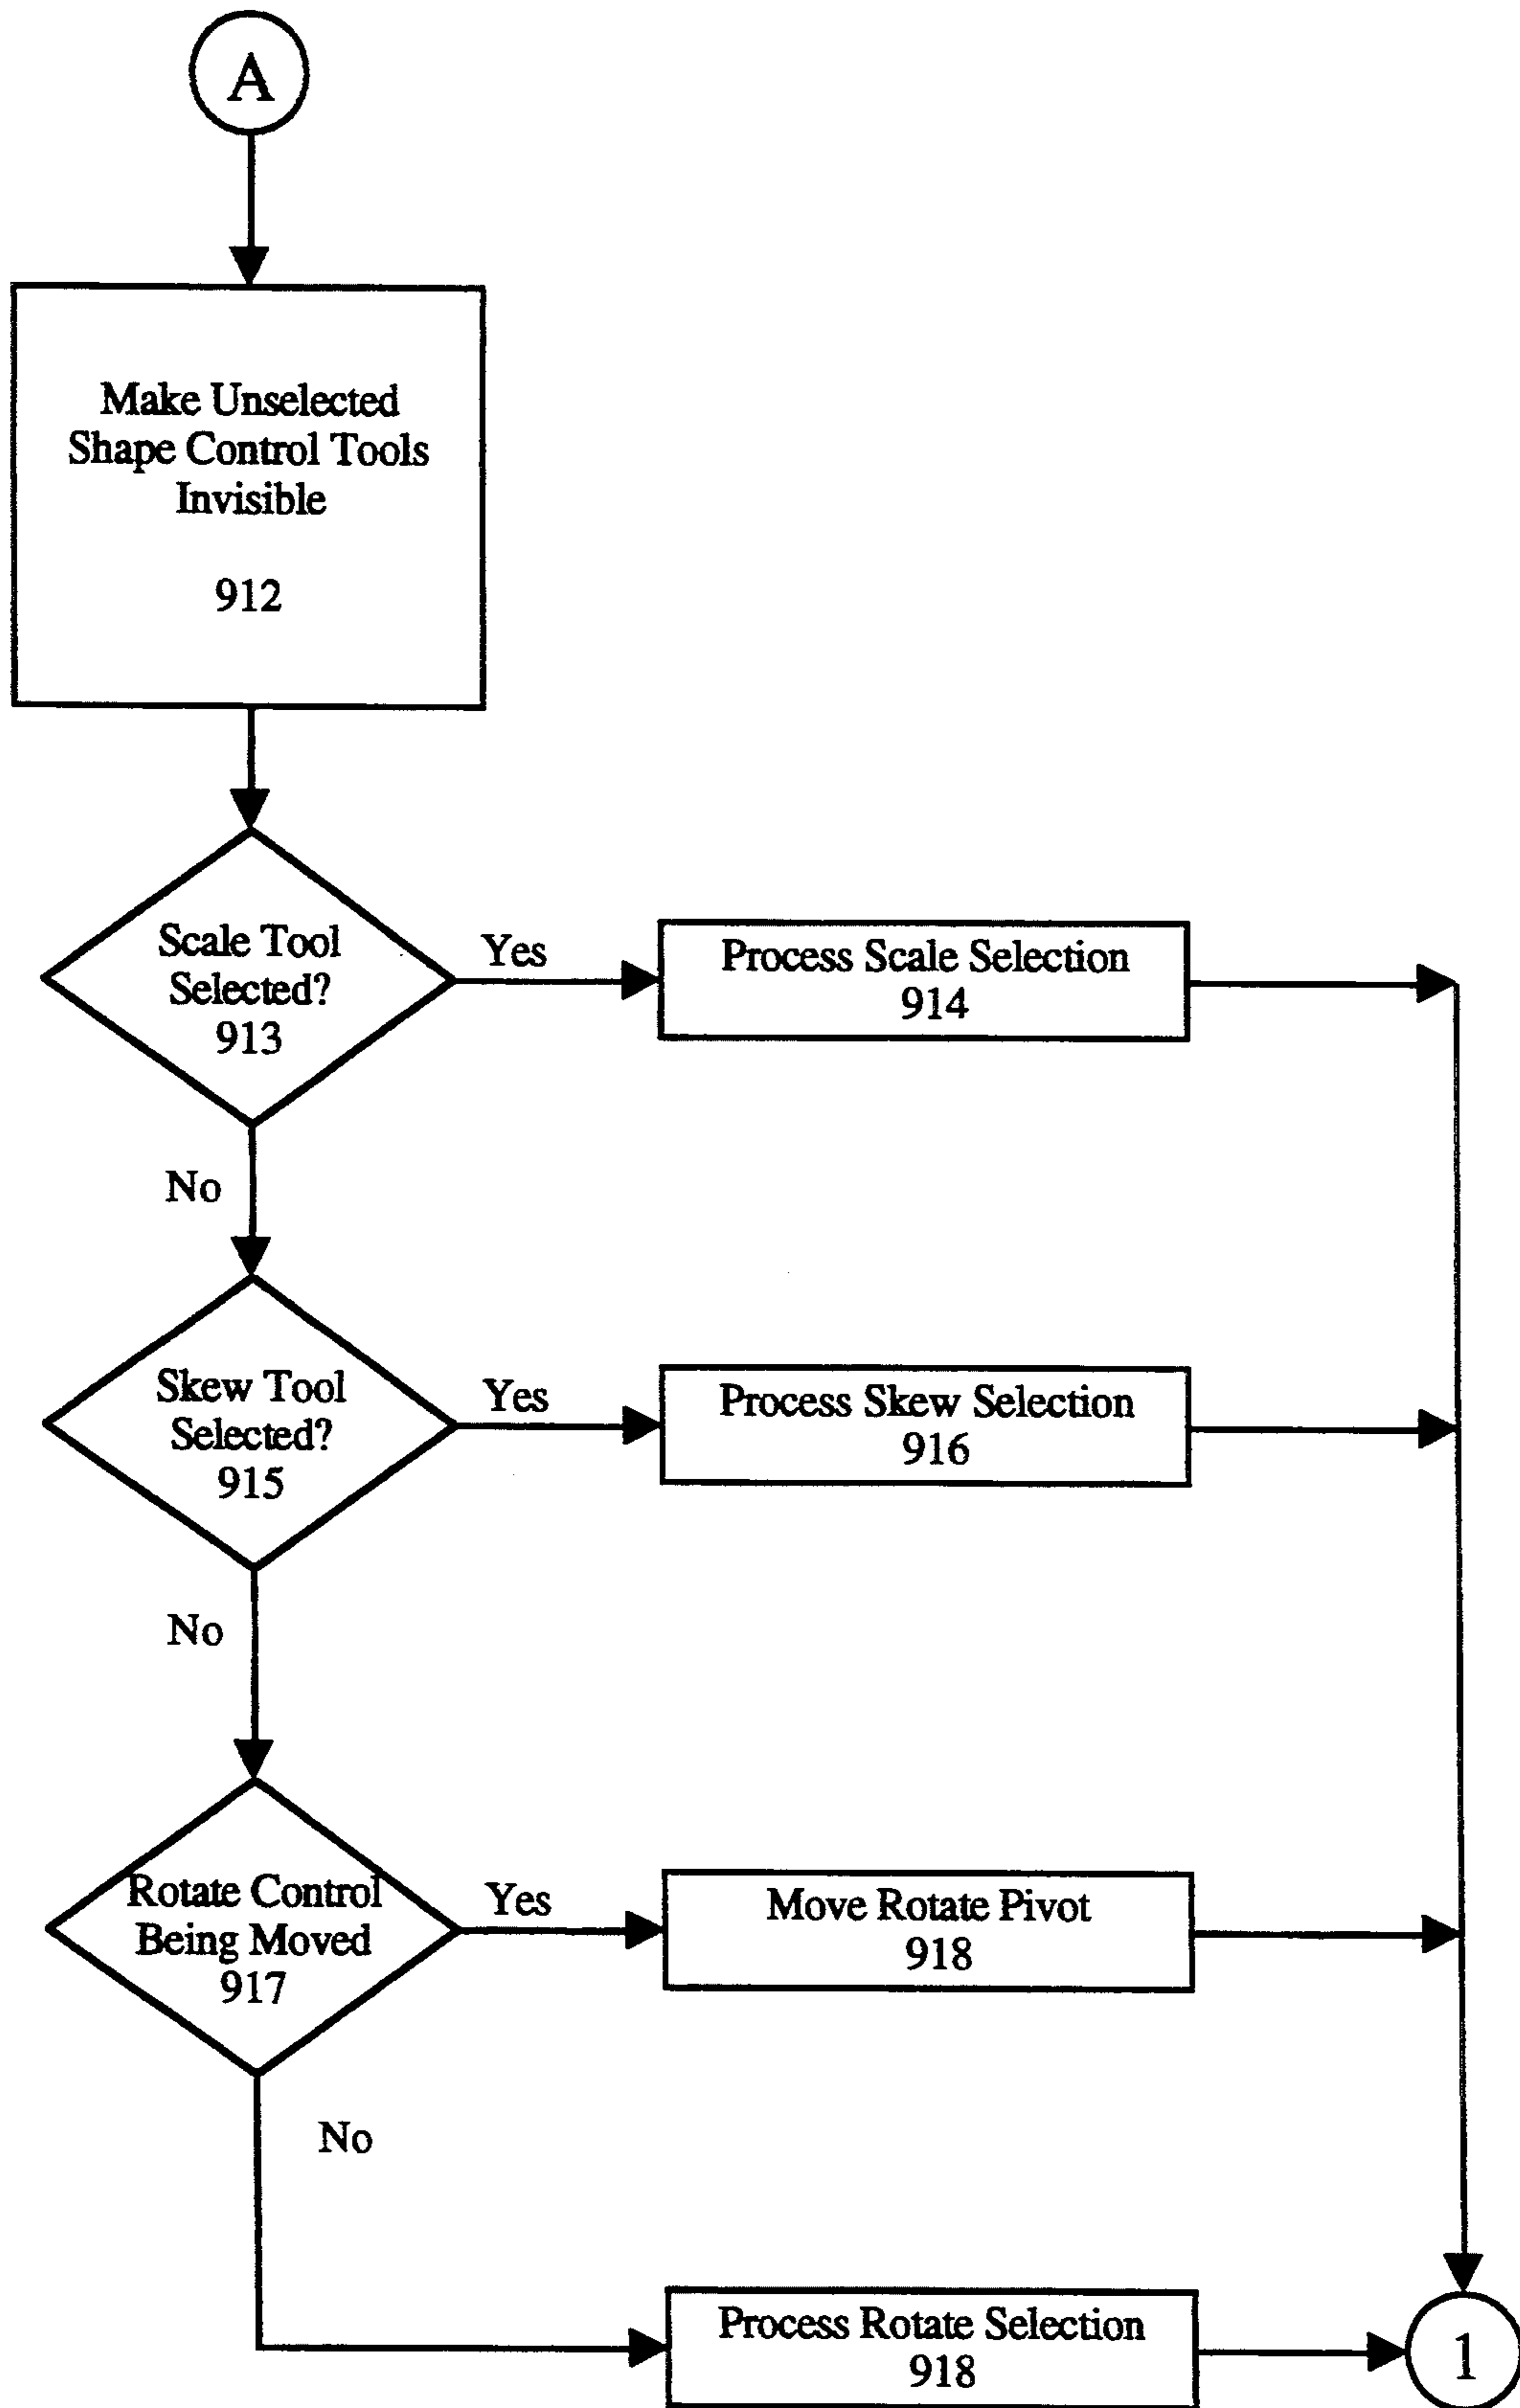 A
Make Unselected
Shape Control Tools
Invisible
912
Scale Tool
Selected?
913
Yes
Process Scale Selection
914
No
Skew Tool
Selected?
915
Yes
Process Skew Selection
916
No
Rotate Control
Being Moved
917
Yes
Move Rotate Pivot
918
No
Process Rotate Selection
918
1